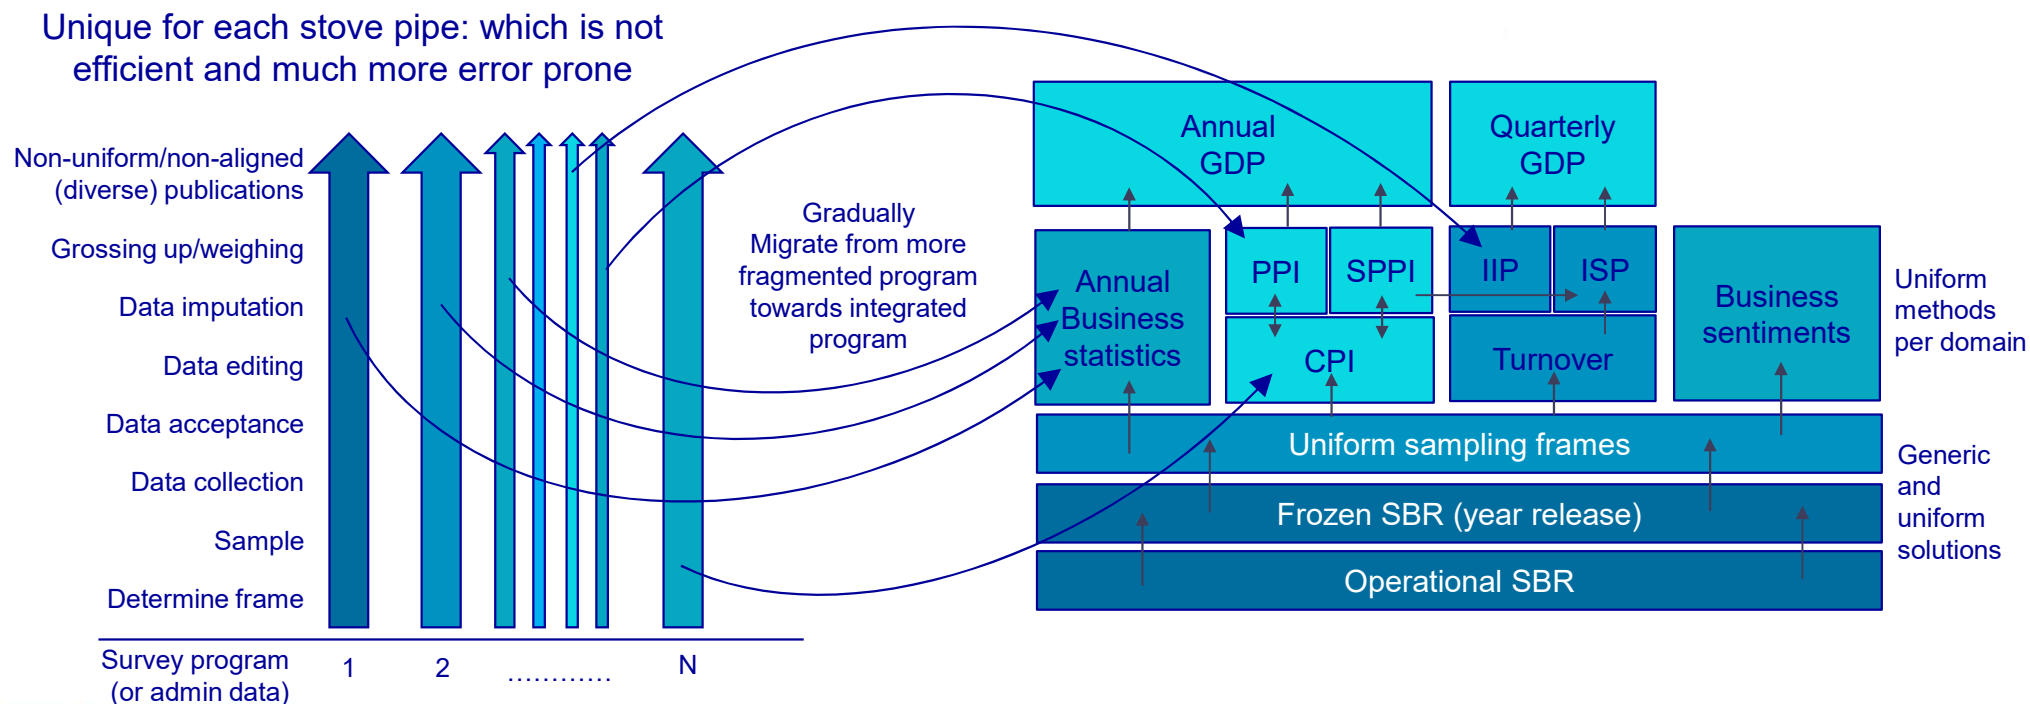 Unique for each stove pipe: which is not
efficient and much more error prone
Non-uniform/non-aligned
(diverse) publications
Grossing up/weighing
Data imputation
Data editing
Data acceptance
Data collection
Sample
Determine frame
Survey program
(or admin data)
1
2
............
N
Gradually
Migrate from more
fragmented program
towards integrated
program
Annual
GDP
Quarterly
GDP
Annual
Business
statistics
PPI
SPPI
IIP
ISP
CPI
Turnover
Business
sentiments
Uniform
methods
per domain
Uniform sampling frames
Frozen SBR (year release)
Operational SBR
Generic
and
uniform
solutions